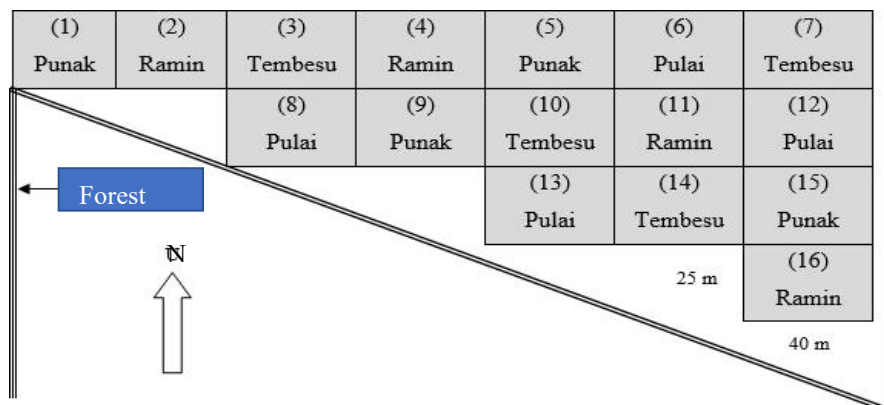 (1) (2) (3) (4) (5) (6) (7)
Punak Ramin Tembesu Ramin Punak Pulai Tembesu
(8) (9) (10) (11) (12)
Pulai Punak Tembesu Ramin Pulai
Forest
(13) (14) (15)
Pulai Tembesu Punak
25 m
(16)
Ramin
40 m